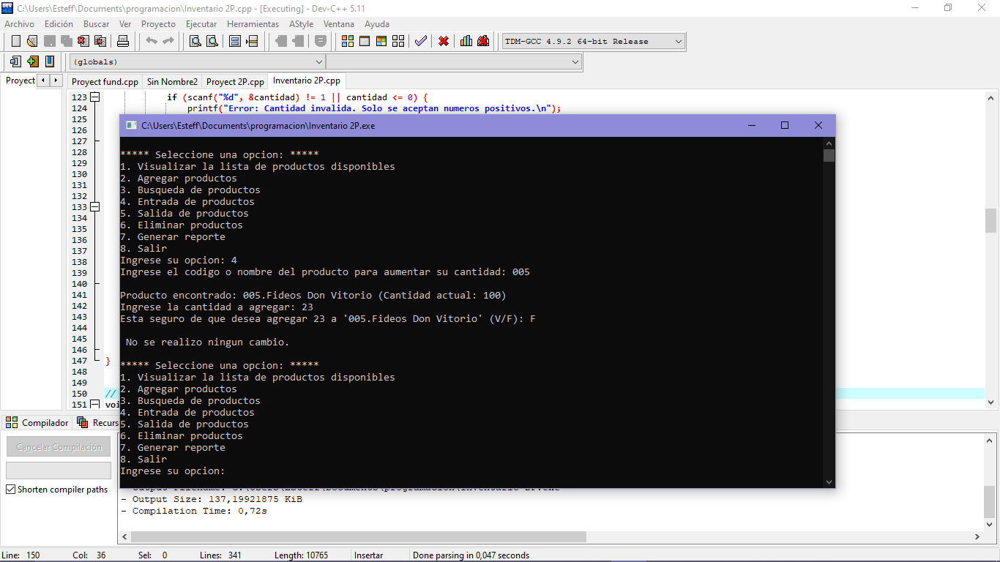 C:\Users\Esteff\Documents\programacion\Inventario 2P.cpp - [Executing] - Dev-C++ 5.11
Archivo Edición Buscar Ver Proyecto Ejecutar Herramientas AStyle Ventana Ayuda
TDM-GCC 4.9.2 64-bit Release
(globals)
Proyect Proyect fund.cpp Sin Nombre2 Proyect 2P.cpp Inventario 2P.cpp
123 if (scanf("%d", &cantidad) != 1 || cantidad <= 0) {
124 printf("Error: Cantidad invalida. Solo se aceptan numeros positivos.\n");
125
126
127
128
129
130
131
132
133
134
135
136
137
138
139
140
141
142
143
144
145
146
147 }
148
149
150 //
151 voi
C:\Users\Esteff\Documents\programacion\Inventario 2P.exe
***** Seleccione una opcion: *****
1. Visualizar la lista de productos disponibles
2. Agregar productos
3. Busqueda de productos
4. Entrada de productos
5. Salida de productos
6. Eliminar productos
7. Generar reporte
8. Salir
Ingrese su opcion: 4
Ingrese el codigo o nombre del producto para aumentar su cantidad: 005
Producto encontrado: 005.Fideos Don Vitorio (Cantidad actual: 100)
Ingrese la cantidad a agregar: 23
Esta seguro de que desea agregar 23 a '005.Fideos Don Vitorio' (V/F): F
No se realizo ningun cambio.
***** Seleccione una opcion: *****
1. Visualizar la lista de productos disponibles
2. Agregar productos
3. Busqueda de productos
4. Entrada de productos
5. Salida de productos
6. Eliminar productos
7. Generar reporte
8. Salir
Ingrese su opcion:
Compilador Recurs
Cancelar Compilación
Shorten compiler paths
- Output Filename: C:\Users\Esteff\Documents\programacion\Inventario 2P.exe
- Output Size: 137,19921875 KiB
- Compilation Time: 0,72s
Line: 150 Col: 36 Sel: 0 Lines: 341 Length: 10765 Insertar Done parsing in 0,047 seconds